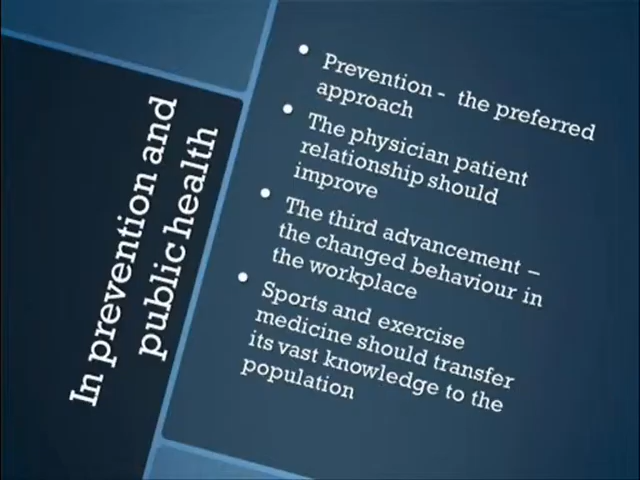 In prevention and
public health
Prevention - the preferred
approach
The physician patient
relationship should
improve
The third advancement –
the changed behaviour in
the workplace
Sports and exercise
medicine should transfer
its vast knowledge to the
population